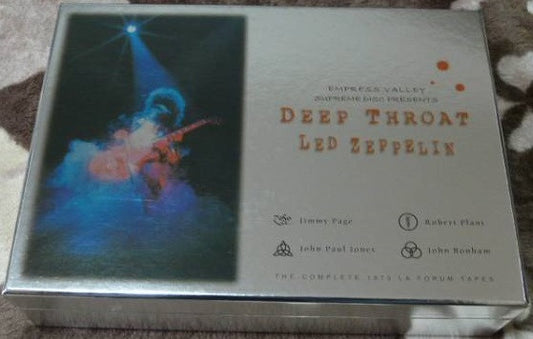 EMPRESS VALLEY
SUPREME DISC PRESENTS
DEEP THROAT
LED ZEPPELIN
Jimmy Page
Robert Plant
John Paul Jones
John Bonham
THE COMPLETE 1975 LA FORUM TAPES